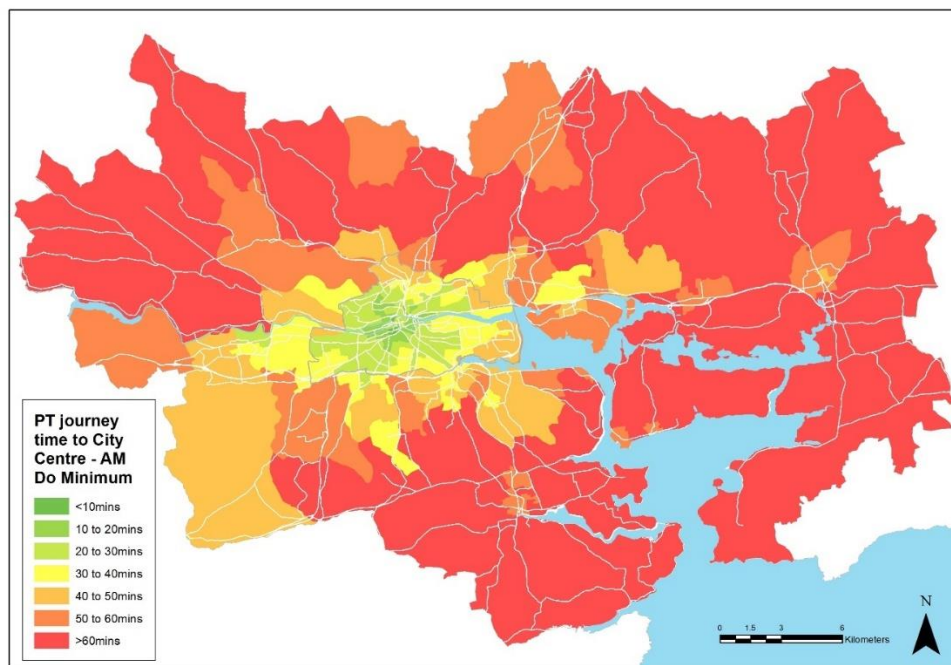 PT journey
time to City
Centre - AM
Do Minimum
<10mins
10 to 20mins
20 to 30mins
30 to 40mins
40 to 50mins
50 to 60mins
>60mins
N
0 1.5 3 6
Kilometers